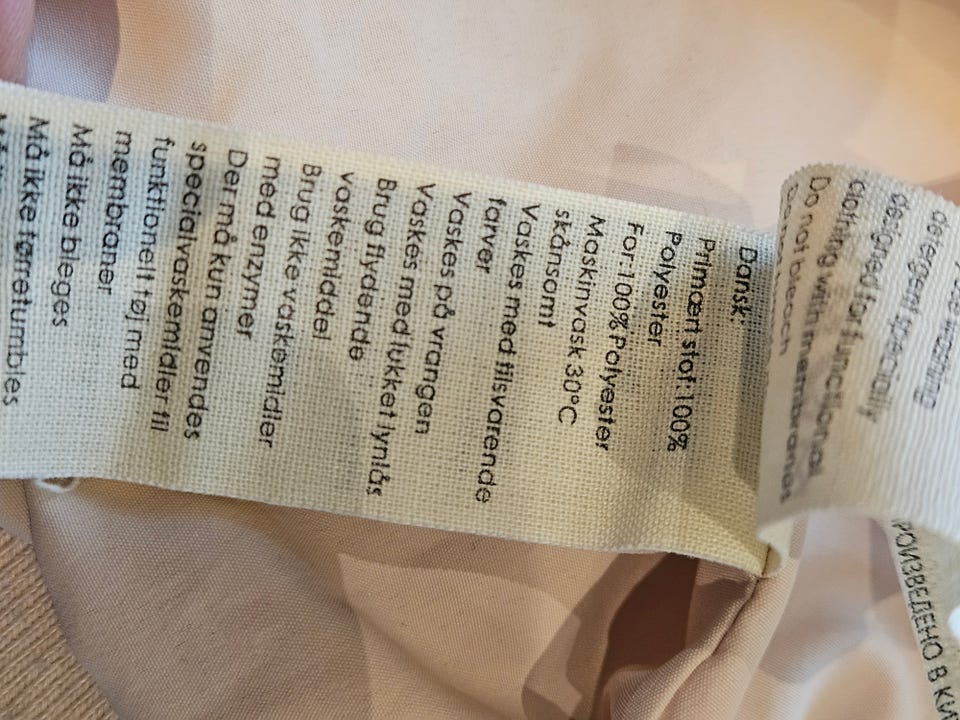 Dansk:
Primært stof: 100%
Polyester
For: 100% Polyester
Maskinvask 30°C
skånsomt
Vaskes med tilsvarende
farver
Vaskes på vrangen
Vaskes med lukket lynlås
Brug flydende
vaskemiddel
Brug ikke vaskemidler
med enzymer
Der må kun anvendes
specialvaskemidler til
funktionelt tøj med
membraner
Må ikke bleges
Må ikke tørretumbles
detergent specially
designed for functional
clothing with membranes
Do not bleach
РОИЗВЕДЕНО В КИ